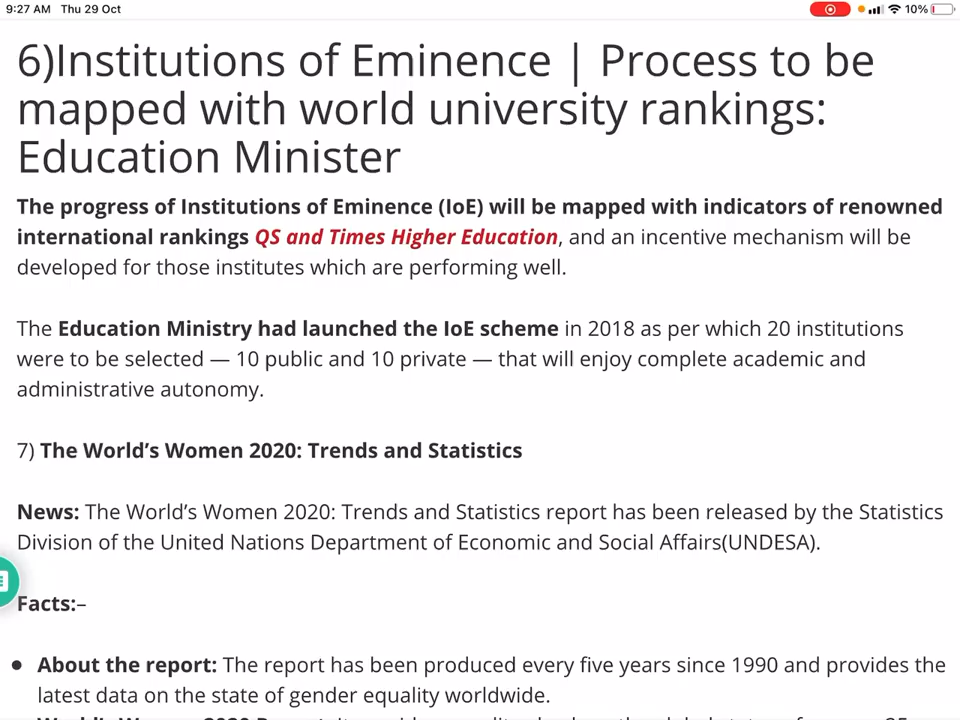 9:27 AM Thu 29 Oct
10%
6)Institutions of Eminence | Process to be
mapped with world university rankings:
Education Minister
The progress of Institutions of Eminence (IoE) will be mapped with indicators of renowned
international rankings QS and Times Higher Education, and an incentive mechanism will be
developed for those institutes which are performing well.
The Education Ministry had launched the IoE scheme in 2018 as per which 20 institutions
were to be selected — 10 public and 10 private — that will enjoy complete academic and
administrative autonomy.
7) The World’s Women 2020: Trends and Statistics
News: The World’s Women 2020: Trends and Statistics report has been released by the Statistics
Division of the United Nations Department of Economic and Social Affairs(UNDESA).
Facts:–
● About the report: The report has been produced every five years since 1990 and provides the
latest data on the state of gender equality worldwide.